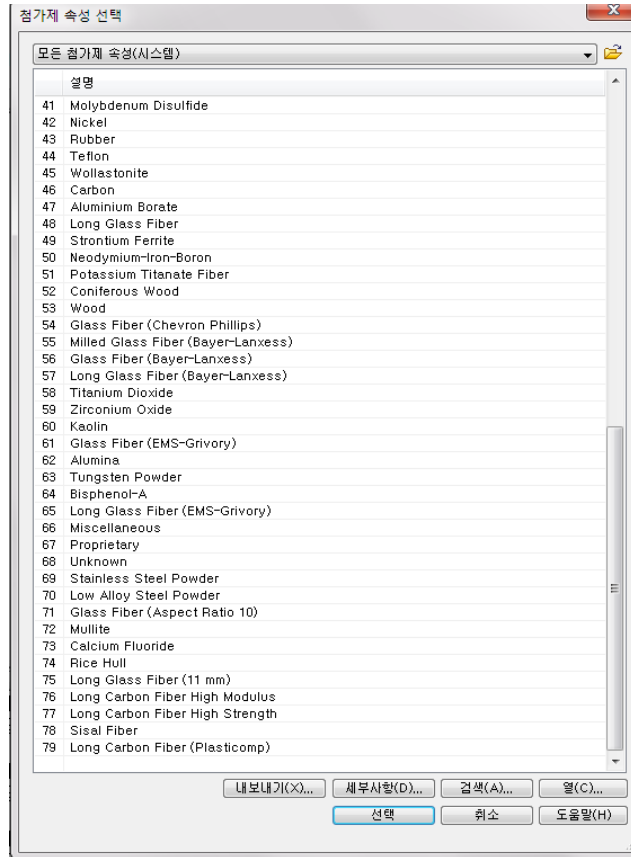 첨가제 속성 선택
모든 첨가제 속성(시스템)
설명
41 Molybdenum Disulfide
42 Nickel
43 Rubber
44 Teflon
45 Wollastonite
46 Carbon
47 Aluminium Borate
48 Long Glass Fiber
49 Strontium Ferrite
50 Neodymium-Iron-Boron
51 Potassium Titanate Fiber
52 Coniferous Wood
53 Wood
54 Glass Fiber (Chevron Phillips)
55 Milled Glass Fiber (Bayer-Lanxess)
56 Glass Fiber (Bayer-Lanxess)
57 Long Glass Fiber (Bayer-Lanxess)
58 Titanium Dioxide
59 Zirconium Oxide
60 Kaolin
61 Glass Fiber (EMS-Grivory)
62 Alumina
63 Tungsten Powder
64 Bisphenol-A
65 Long Glass Fiber (EMS-Grivory)
66 Miscellaneous
67 Proprietary
68 Unknown
69 Stainless Steel Powder
70 Low Alloy Steel Powder
71 Glass Fiber (Aspect Ratio 10)
72 Mullite
73 Calcium Fluoride
74 Rice Hull
75 Long Glass Fiber (11 mm)
76 Long Carbon Fiber High Modulus
77 Long Carbon Fiber High Strength
78 Sisal Fiber
79 Long Carbon Fiber (Plasticomp)
내보내기(X)... 세부사항(D)... 검색(A)... 열(C)...
선택 취소 도움말(H)